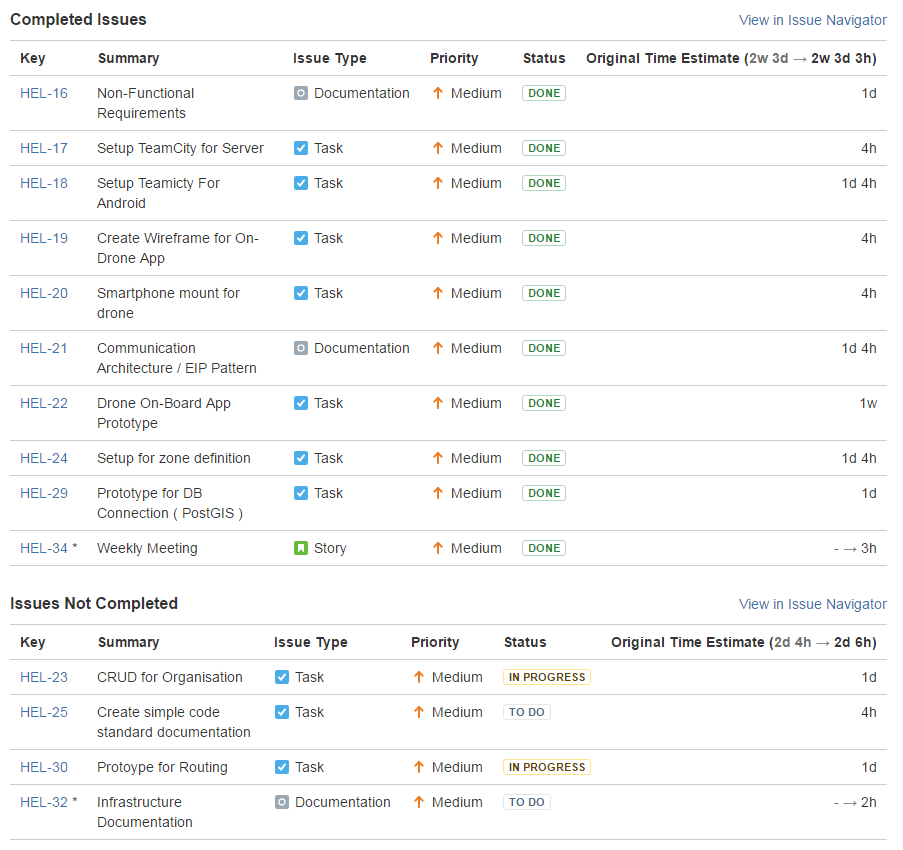 Completed Issues View in Issue Navigator
Key Summary Issue Type Priority Status Original Time Estimate (2w 3d → 2w 3d 3h)
HEL-16 Non-Functional Documentation Medium DONE 1d
Requirements
HEL-17 Setup TeamCity for Server Task Medium DONE 4h
HEL-18 Setup Teamicty For Task Medium DONE 1d 4h
Android
HEL-19 Create Wireframe for On- Task Medium DONE 4h
Drone App
HEL-20 Smartphone mount for Task Medium DONE 4h
drone
HEL-21 Communication Documentation Medium DONE 1d 4h
Architecture / EIP Pattern
HEL-22 Drone On-Board App Task Medium DONE 1w
Prototype
HEL-24 Setup for zone definition Task Medium DONE 1d 4h
HEL-29 Prototype for DB Task Medium DONE 1d
Connection ( PostGIS )
HEL-34 * Weekly Meeting Story Medium DONE - → 3h
Issues Not Completed View in Issue Navigator
Key Summary Issue Type Priority Status Original Time Estimate (2d 4h → 2d 6h)
HEL-23 CRUD for Organisation Task Medium IN PROGRESS 1d
HEL-25 Create simple code Task Medium TO DO 4h
standard documentation
HEL-30 Protoype for Routing Task Medium IN PROGRESS 1d
HEL-32 * Infrastructure Documentation Medium TO DO - → 2h
Documentation